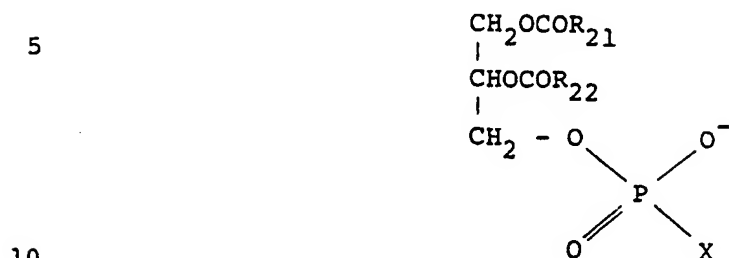 CH₂OCOR₂₁
5
CHOCOR₂₂
CH₂ - O O⁻
P
O X
10